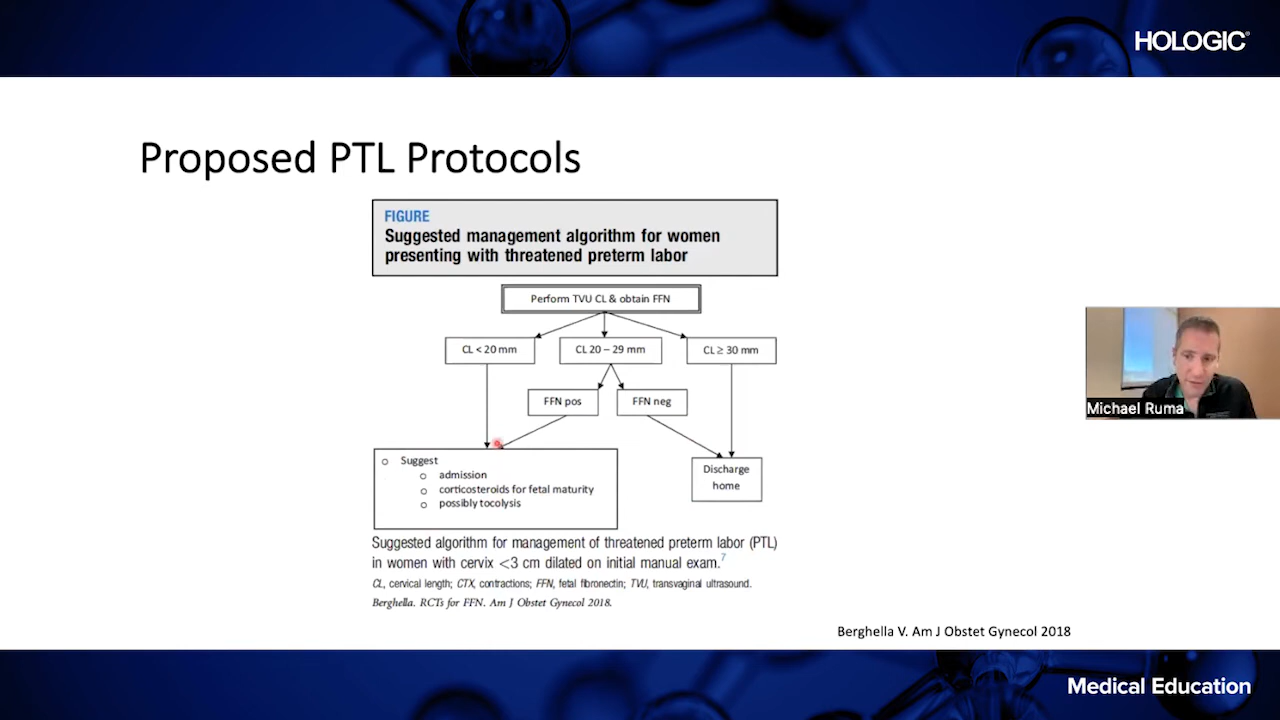 HOLOGIC®
Proposed PTL Protocols
FIGURE
Suggested management algorithm for women
presenting with threatened preterm labor
Perform TVU CL & obtain FFN
CL < 20 mm
CL 20 – 29 mm
CL ≥ 30 mm
FFN pos
FFN neg
Michael Ruma
o Suggest
o admission
o corticosteroids for fetal maturity
o possibly tocolysis
Discharge
home
Suggested algorithm for management of threatened preterm labor (PTL)
in women with cervix <3 cm dilated on initial manual exam.7
CL, cervical length; CTX, contractions; FFN, fetal fibronectin; TVU, transvaginal ultrasound.
Berghella. RCTs for FFN. Am J Obstet Gynecol 2018.
Berghella V. Am J Obstet Gynecol 2018
Medical Education